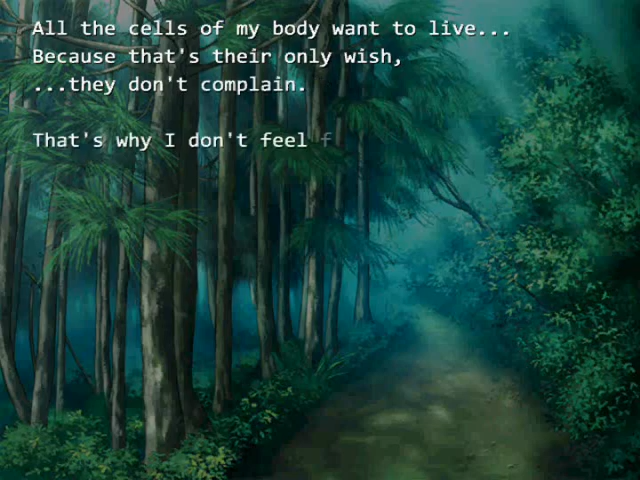 All the cells of my body want to live...
Because that's their only wish,
...they don't complain.
That's why I don't feel f